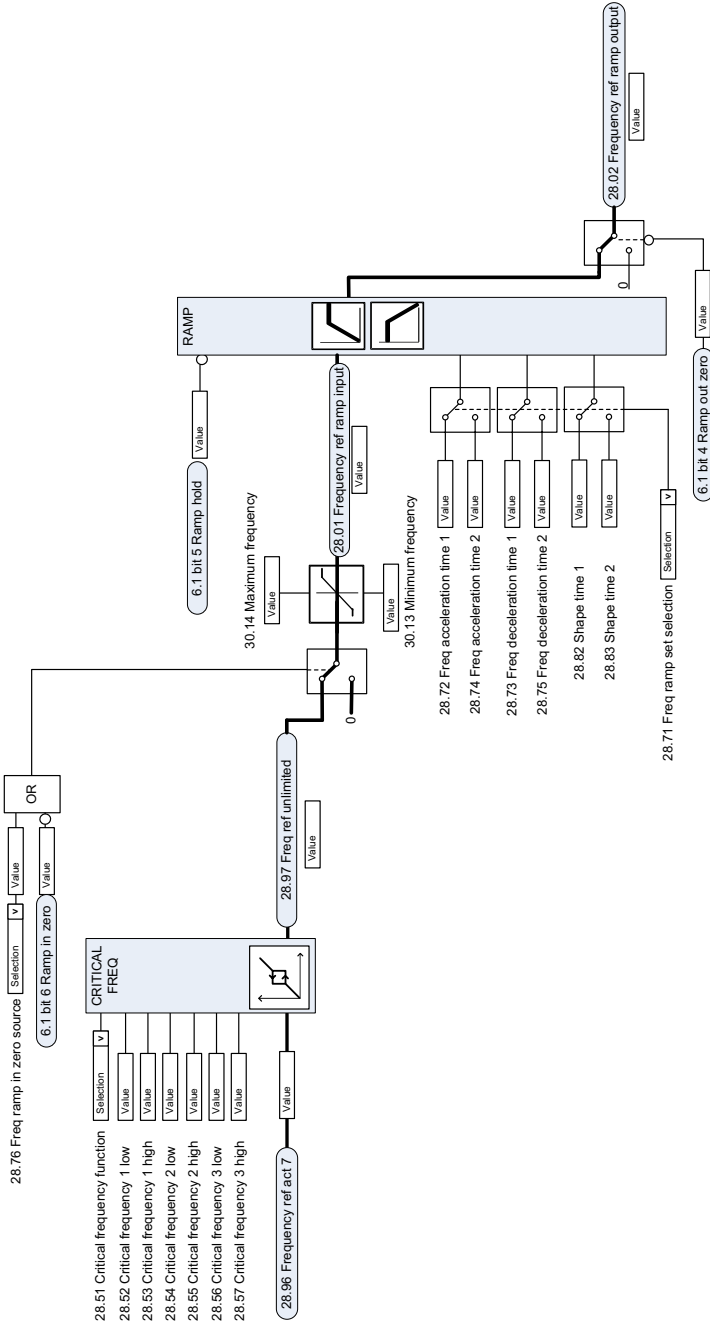 28.76 Freq ramp in zero source
Selection
v
Value
6.1 bit 6 Ramp in zero
Value
OR
28.51 Critical frequency function
Selection
v
28.52 Critical frequency 1 low
Value
28.53 Critical frequency 1 high
Value
28.54 Critical frequency 2 low
Value
28.55 Critical frequency 2 high
Value
28.56 Critical frequency 3 low
Value
28.57 Critical frequency 3 high
Value
28.96 Frequency ref act 7
Value
CRITICAL
FREQ
28.97 Freq ref unlimited
Value
0
30.14 Maximum frequency
Value
30.13 Minimum frequency
Value
28.01 Frequency ref ramp input
Value
6.1 bit 5 Ramp hold
Value
RAMP
28.72 Freq acceleration time 1
Value
28.74 Freq acceleration time 2
Value
28.73 Freq deceleration time 1
Value
28.75 Freq deceleration time 2
Value
28.82 Shape time 1
Value
28.83 Shape time 2
Value
28.71 Freq ramp set selection
Selection
v
0
6.1 bit 4 Ramp out zero
Value
28.02 Frequency ref ramp output
Value